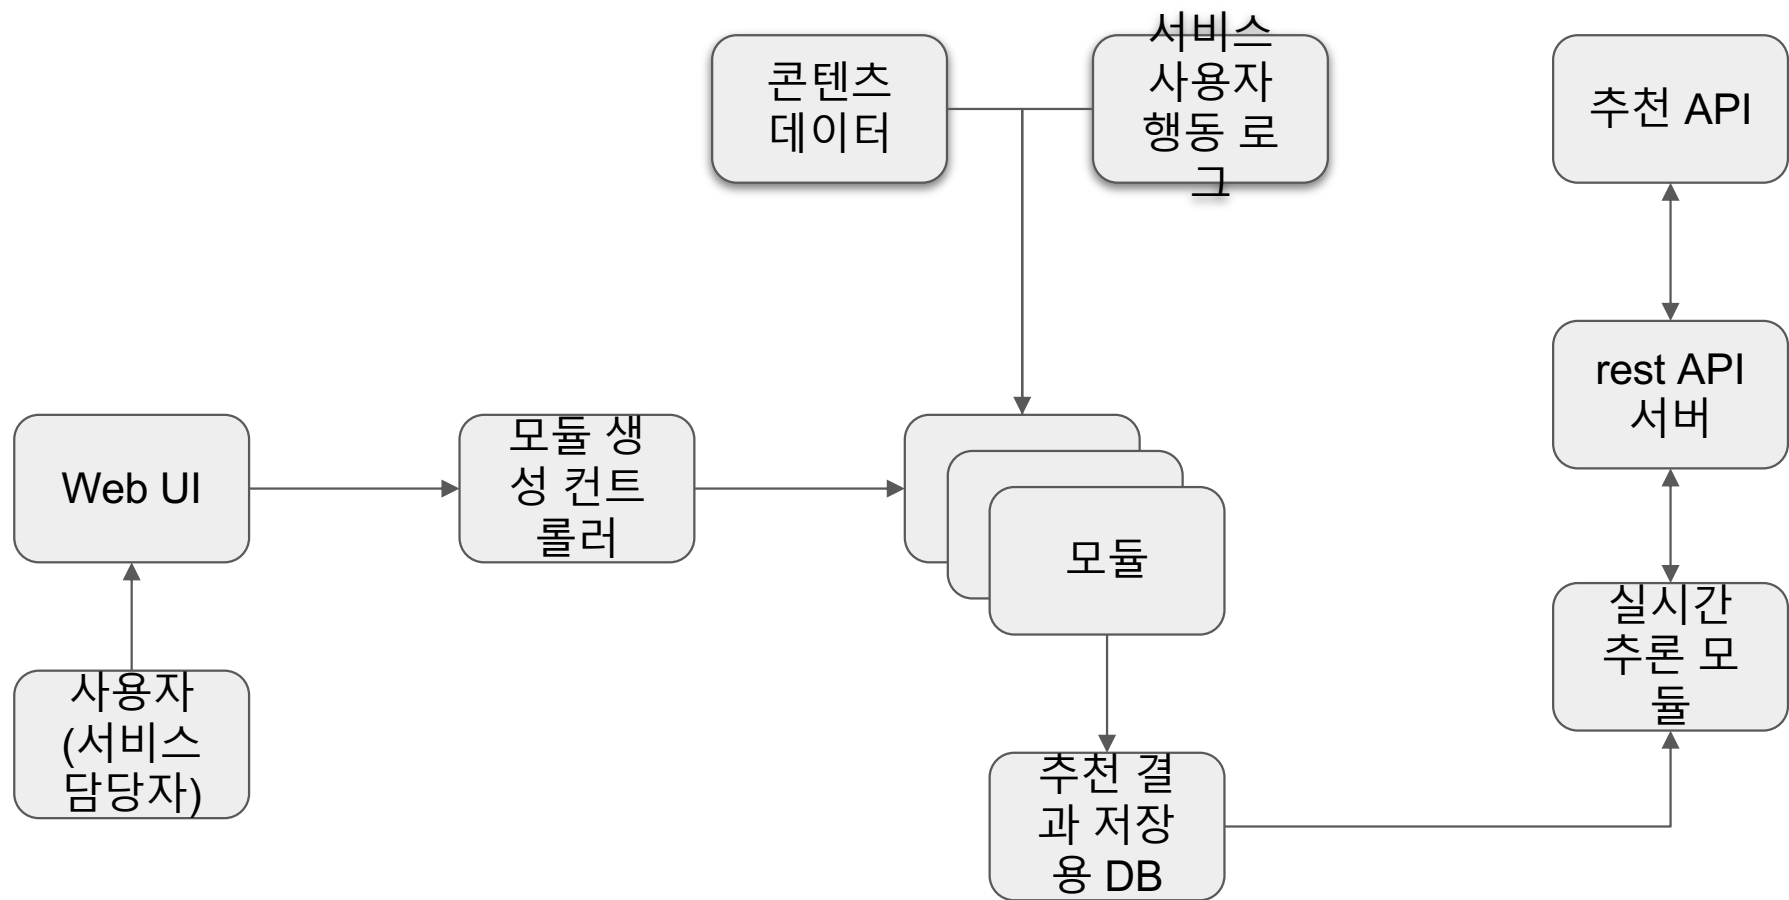 콘텐츠
데이터
서비스
사용자
행동 로
그
추천 API
rest API
서버
Web UI
모듈 생
성 컨트
롤러
모듈
실시간
추론 모
듈
사용자
(서비스
담당자)
추천 결
과 저장
용 DB